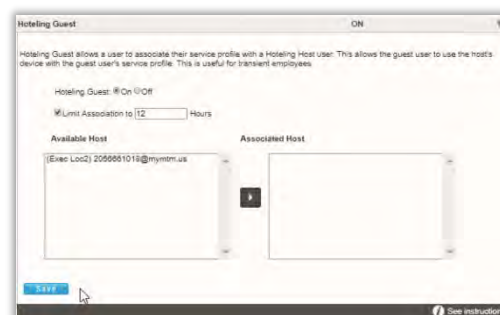 Hoteling Guest ON
Hoteling Guest allows a user to associate their service profile with a Hoteling Host user. This allows the guest user to use the host's
device with the guest user's service profile. This is useful for transient employees.
Hoteling Guest: On Off
Limit Association to 12 Hours
Available Host Associated Host
(Exec Loc2) 2056661018@mymtm.us
SAVE
See instruction